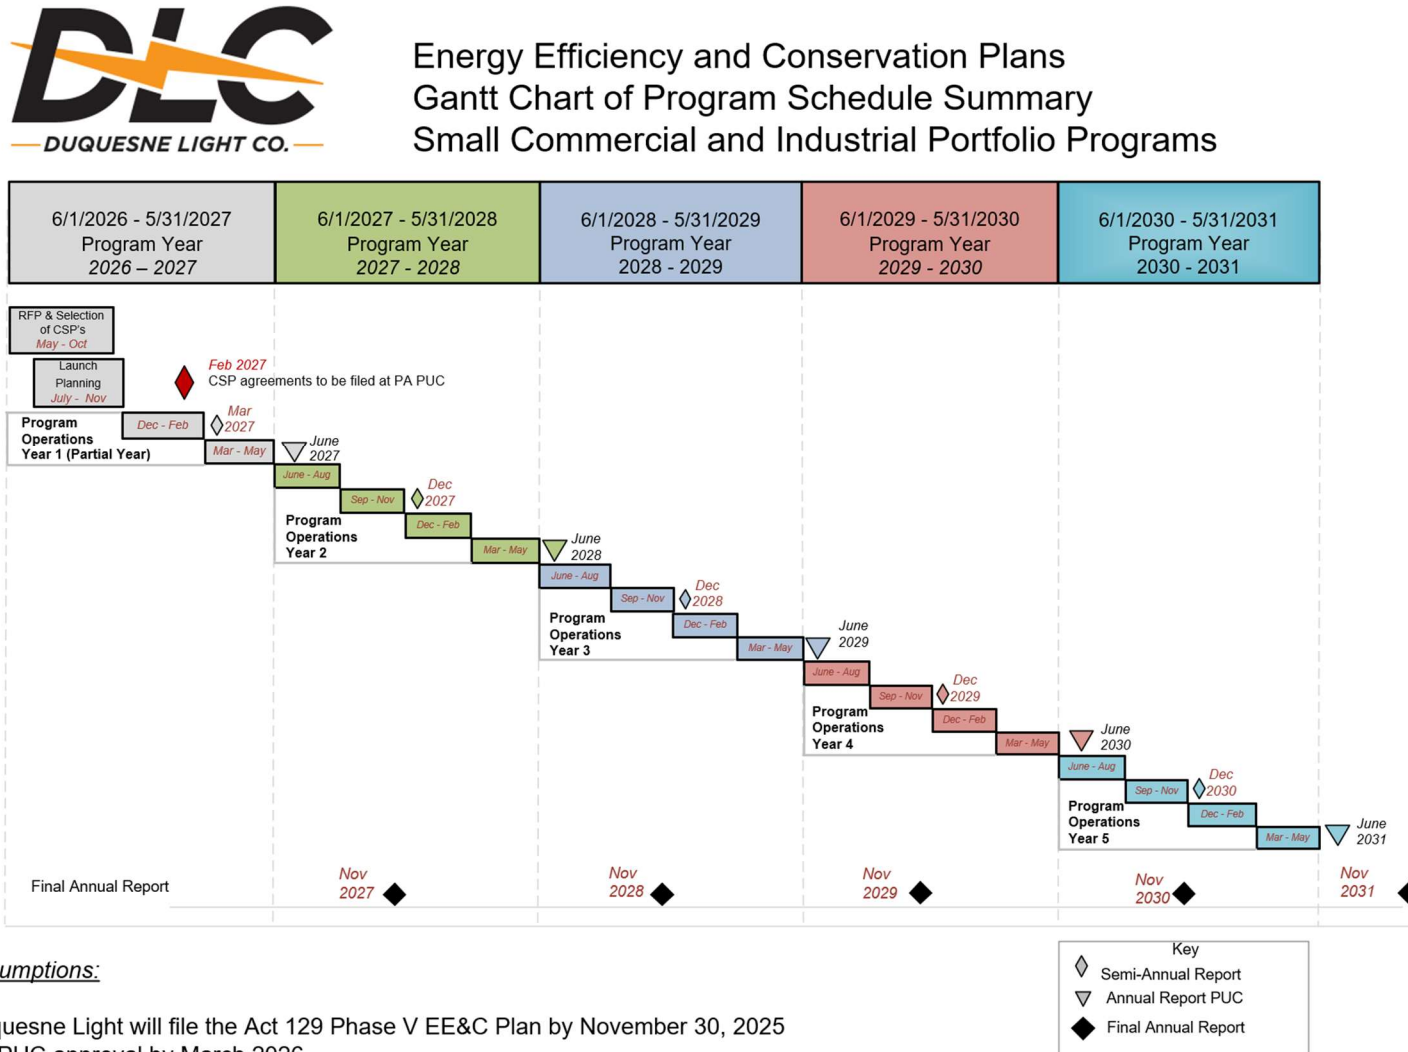 DLC
DUQUESNE LIGHT CO.
Energy Efficiency and Conservation Plans
Gantt Chart of Program Schedule Summary
Small Commercial and Industrial Portfolio Programs
6/1/2026 - 5/31/2027
Program Year
2026 – 2027
6/1/2027 - 5/31/2028
Program Year
2027 - 2028
6/1/2028 - 5/31/2029
Program Year
2028 - 2029
6/1/2029 - 5/31/2030
Program Year
2029 - 2030
6/1/2030 - 5/31/2031
Program Year
2030 - 2031
RFP & Selection
of CSP's
May - Oct
Launch
Planning
July - Nov
Feb 2027
CSP agreements to be filed at PA PUC
Program
Operations
Year 1 (Partial Year)
Dec - Feb
Mar
2027
Mar - May
June
2027
June - Aug
Sep - Nov
Dec
2027
Program
Operations
Year 2
Dec - Feb
Mar - May
June
2028
June - Aug
Sep - Nov
Dec
2028
Program
Operations
Year 3
Dec - Feb
Mar - May
June
2029
June - Aug
Sep - Nov
Dec
2029
Program
Operations
Year 4
Dec - Feb
Mar - May
June
2030
June - Aug
Sep - Nov
Dec
2030
Program
Operations
Year 5
Dec - Feb
Mar - May
June
2031
Final Annual Report
Nov
2027
Nov
2028
Nov
2029
Nov
2030
Nov
2031
Key
Semi-Annual Report
Annual Report PUC
Final Annual Report
umptions:
uesne Light will file the Act 129 Phase V EE&C Plan by November 30, 2025
PUC approval by March 2026